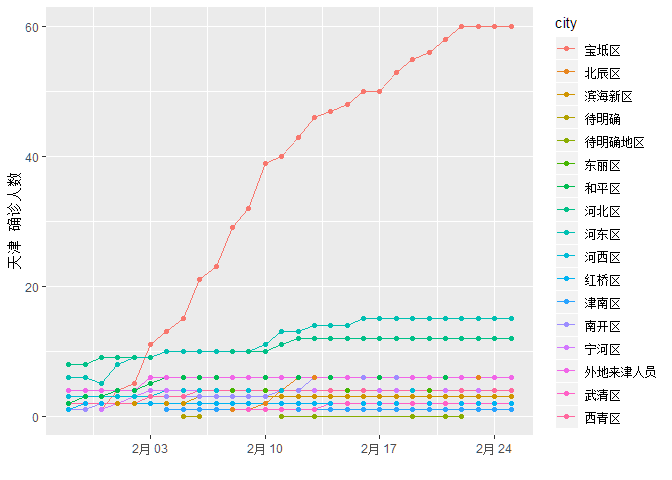 city
60
40
20
0
天津 确诊人数
2月 03
2月 10
2月 17
2月 24
宝坻区
北辰区
滨海新区
待明确
待明确地区
东丽区
和平区
河北区
河东区
河西区
红桥区
津南区
南开区
宁河区
外地来津人员
武清区
西青区